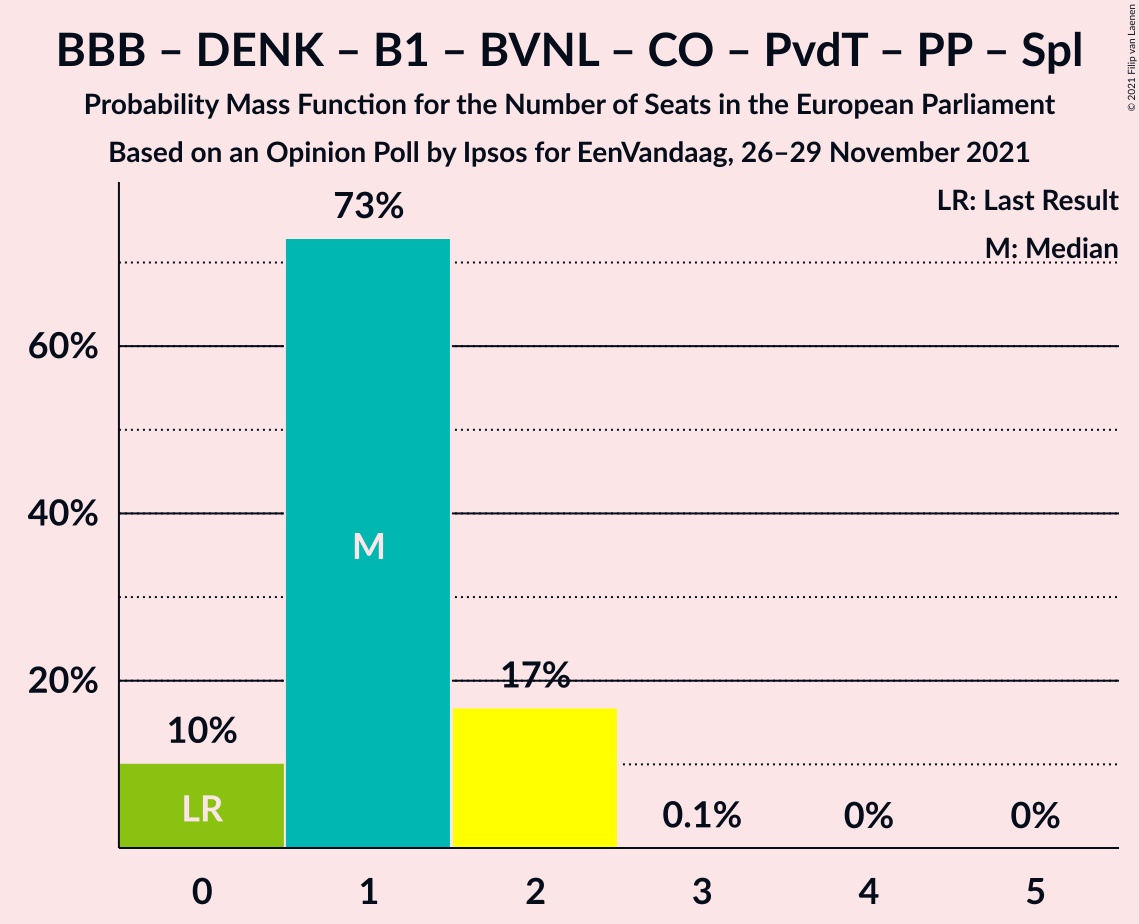 BBB – DENK – B1 – BVNL – CO – PvdT – PP – Spl
Probability Mass Function for the Number of Seats in the European Parliament
Based on an Opinion Poll by Ipsos for EenVandaag, 26–29 November 2021
© 2021 Filip van Laenen
LR: Last Result
M: Median
73%
60%
40%
M
20%
17%
10%
LR
0.1%
0%
0%
0 1 2 3 4 5